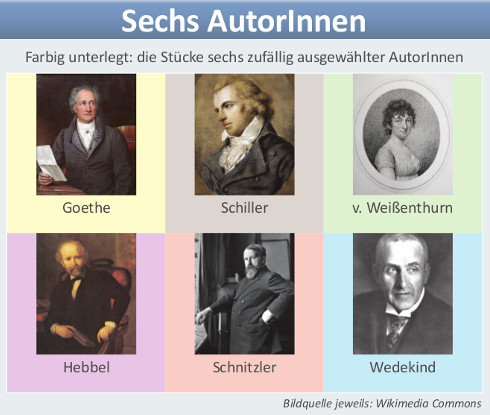 Sechs AutorInnen
Farbig unterlegt: die Stücke sechs zufällig ausgewählter AutorInnen
Goethe
Schiller
v. Weißenthurn
Hebbel
Schnitzler
Wedekind
Bildquelle jeweils: Wikimedia Commons